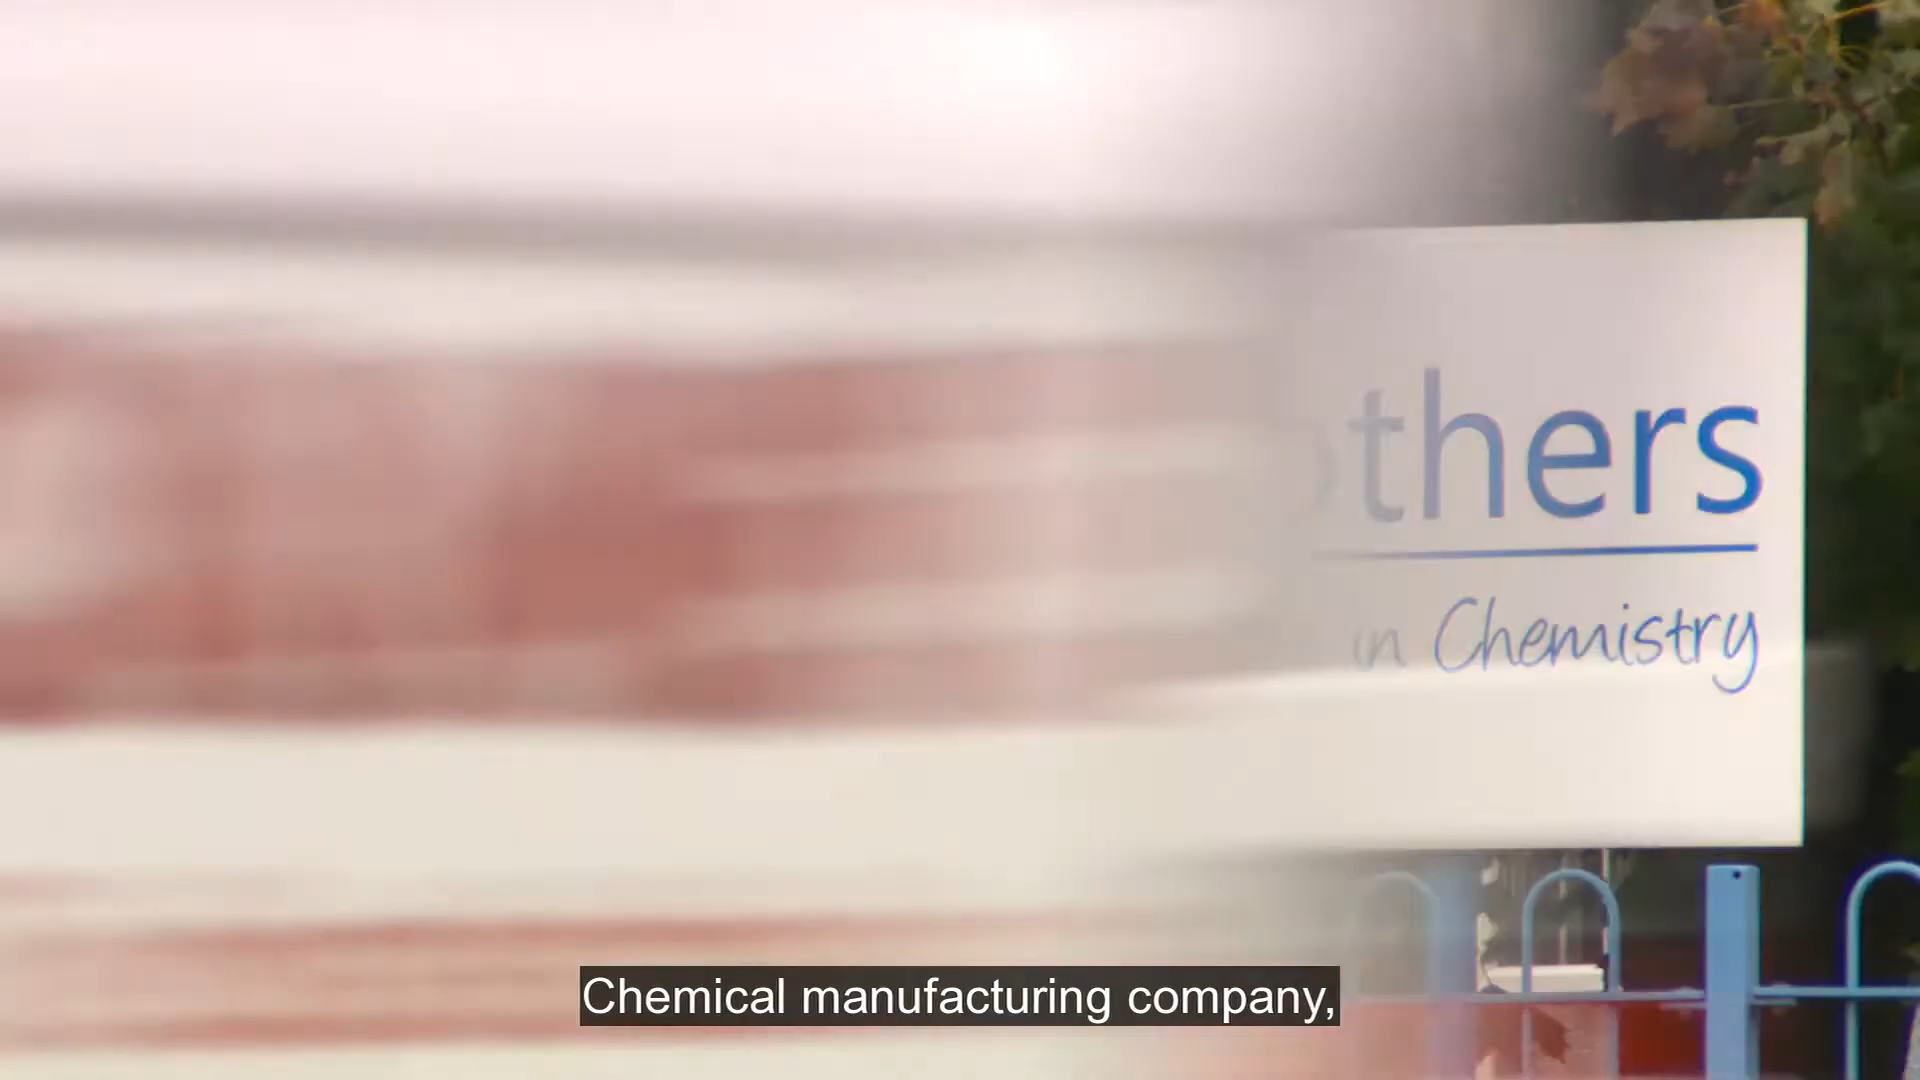 thers
in Chemistry
Chemical manufacturing company,